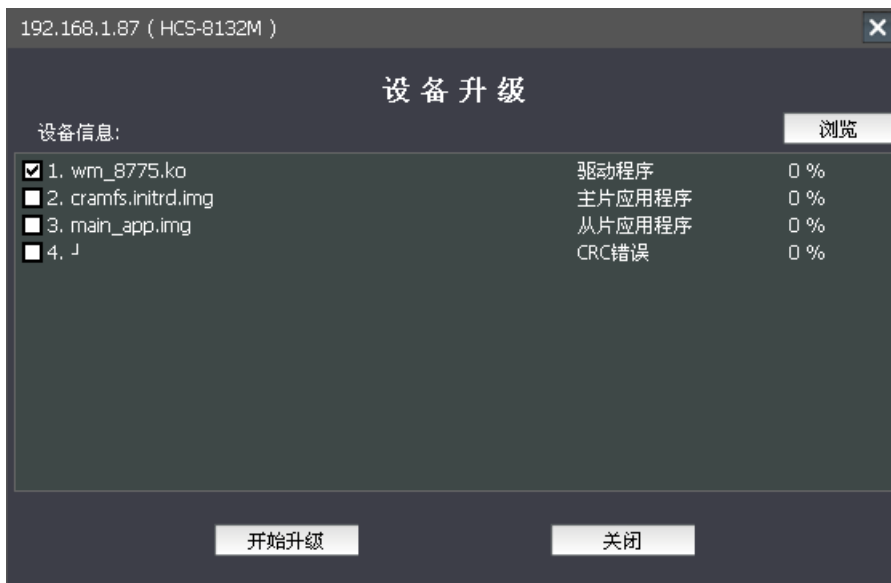 192.168.1.87 ( HCS-8132M )
设备升级
设备信息:
浏览
1. wm_8775.ko 驱动程序 0 %
2. cramfs.initrd.img 主片应用程序 0 %
3. main_app.img 从片应用程序 0 %
4. ┘ CRC错误 0 %
开始升级 关闭